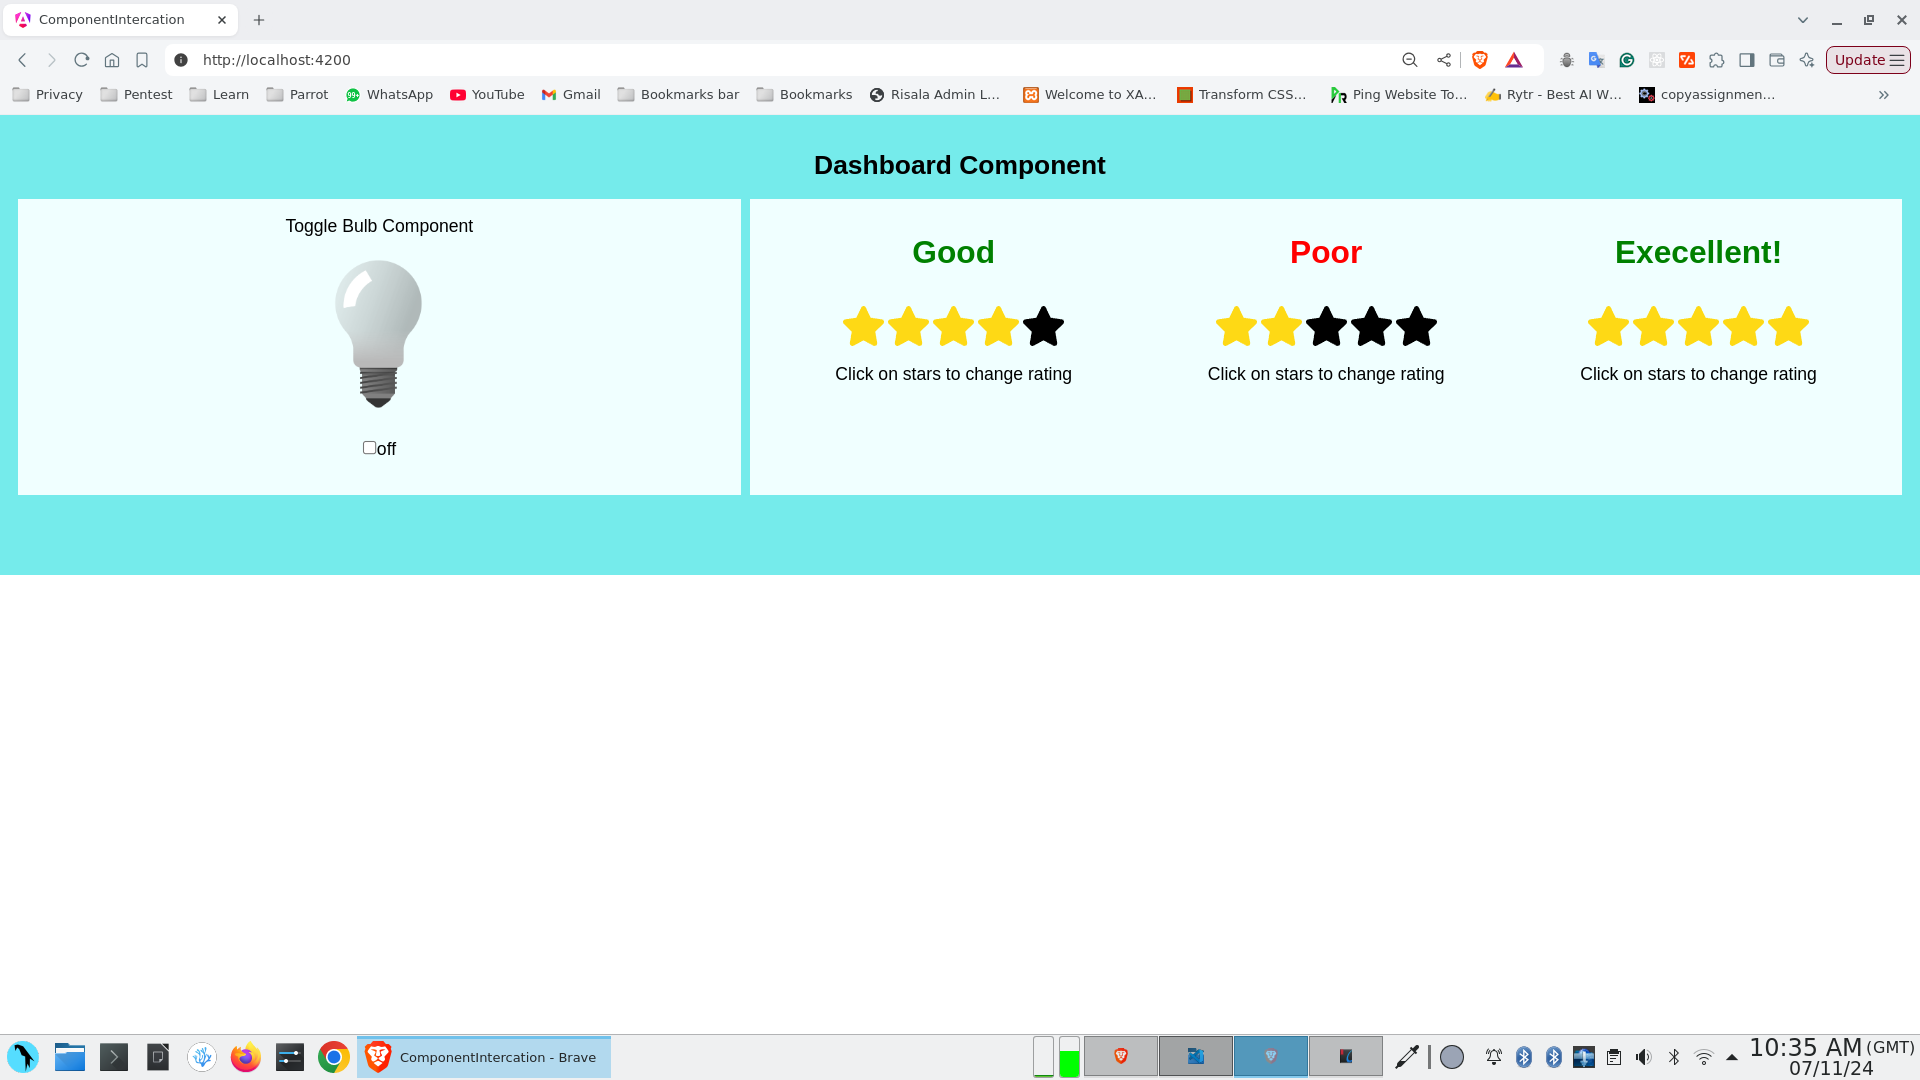 ComponentIntercation
http://localhost:4200
Update
Privacy Pentest Learn Parrot WhatsApp YouTube Gmail Bookmarks bar Bookmarks Risala Admin L... Welcome to XA... Transform CSS... Ping Website To... Rytr - Best AI W... copyassignmen...
Dashboard Component
Toggle Bulb Component
off
Good
Click on stars to change rating
Poor
Click on stars to change rating
Execellent!
Click on stars to change rating
ComponentIntercation - Brave
10:35 AM (GMT)
07/11/24